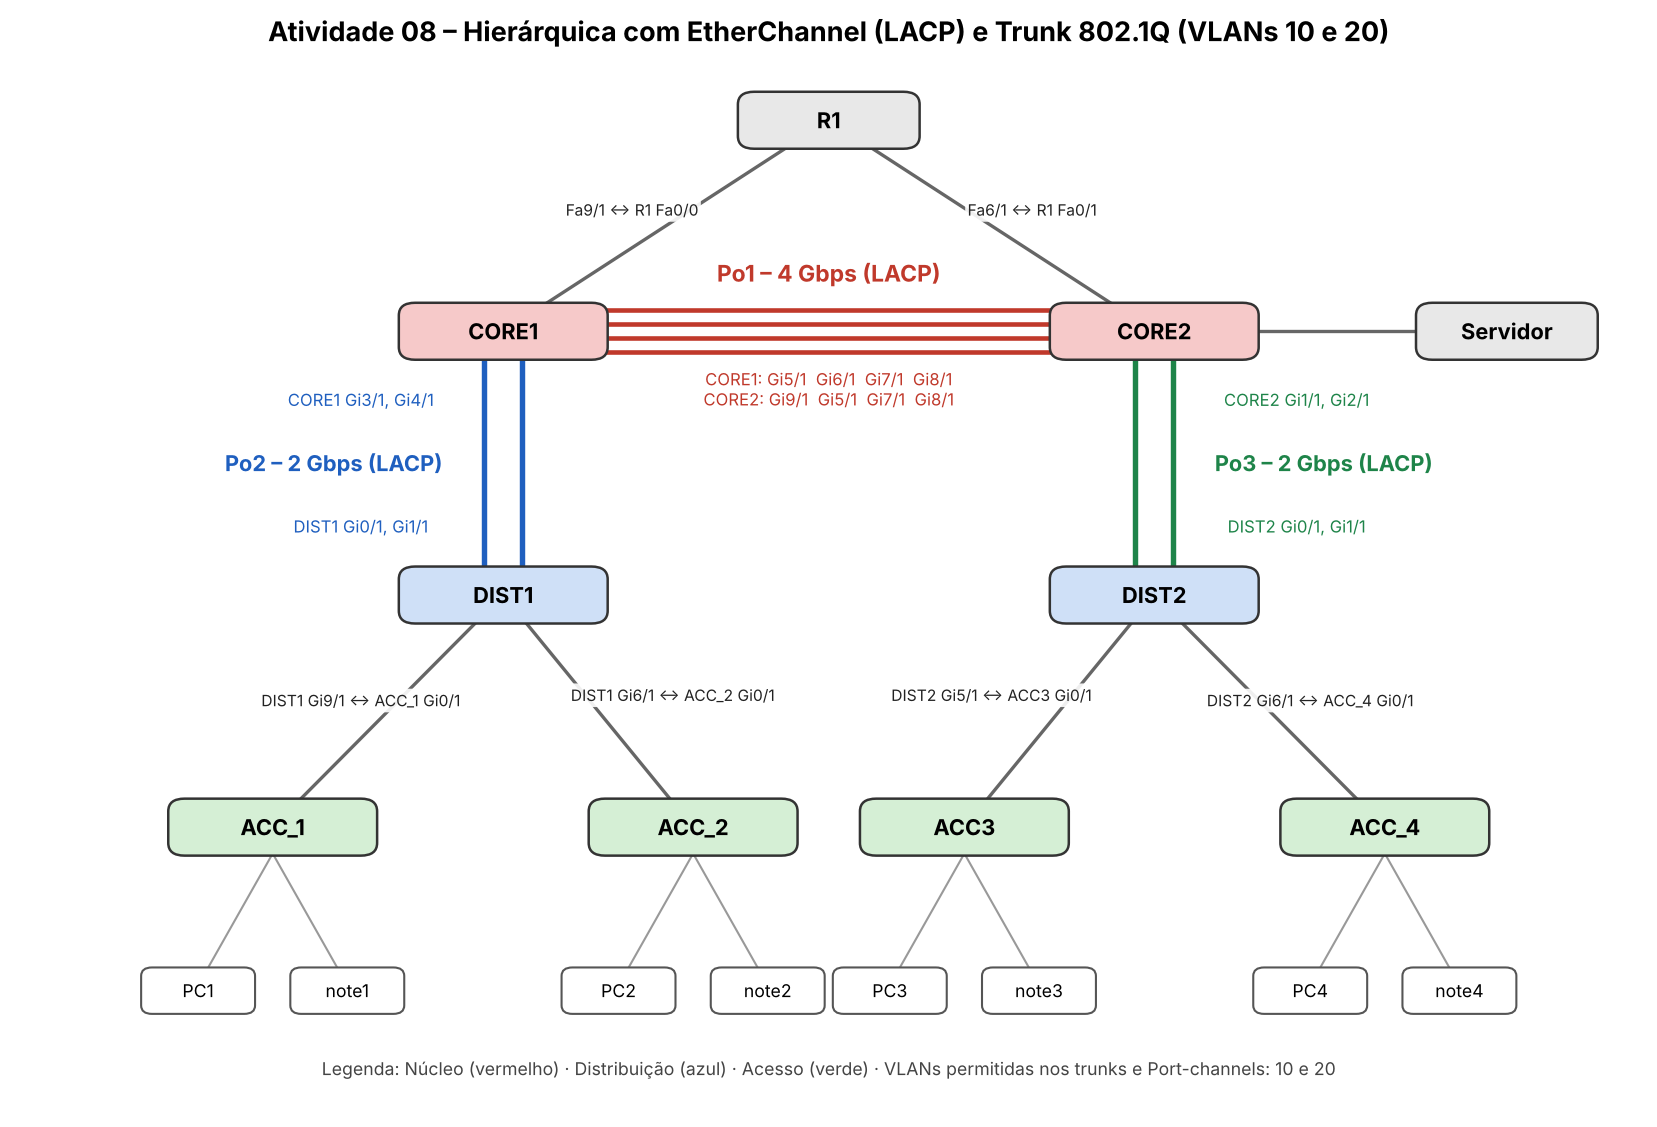 Atividade 08 – Hierárquica com EtherChannel (LACP) e Trunk 802.1Q (VLANs 10 e 20)
R1
Fa9/1 ↔ R1 Fa0/0
Fa6/1 ↔ R1 Fa0/1
Po1 – 4 Gbps (LACP)
CORE1
CORE2
Servidor
CORE1: Gi5/1 Gi6/1 Gi7/1 Gi8/1
CORE2: Gi9/1 Gi5/1 Gi7/1 Gi8/1
CORE1 Gi3/1, Gi4/1
CORE2 Gi1/1, Gi2/1
Po2 – 2 Gbps (LACP)
Po3 – 2 Gbps (LACP)
DIST1 Gi0/1, Gi1/1
DIST2 Gi0/1, Gi1/1
DIST1
DIST2
DIST1 Gi9/1 ↔ ACC_1 Gi0/1
DIST1 Gi6/1 ↔ ACC_2 Gi0/1
DIST2 Gi5/1 ↔ ACC3 Gi0/1
DIST2 Gi6/1 ↔ ACC_4 Gi0/1
ACC_1
ACC_2
ACC3
ACC_4
PC1
note1
PC2
note2
PC3
note3
PC4
note4
Legenda: Núcleo (vermelho) · Distribuição (azul) · Acesso (verde) · VLANs permitidas nos trunks e Port-channels: 10 e 20